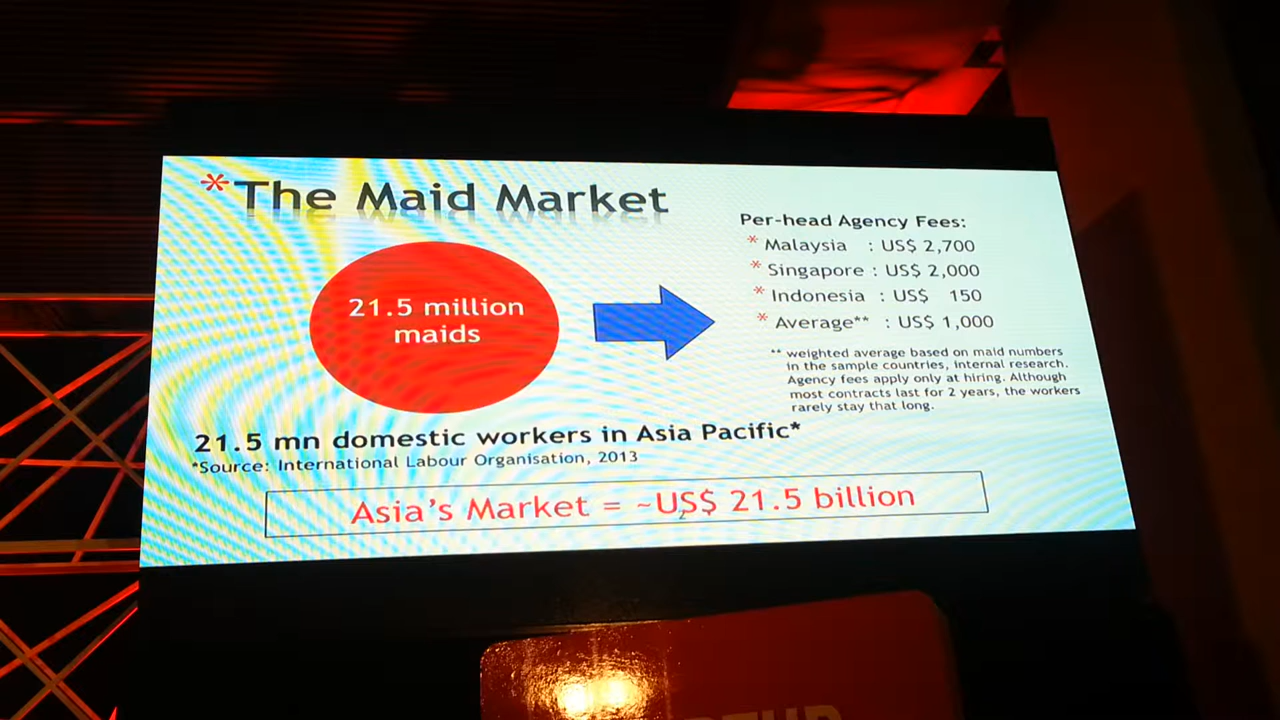 *The Maid Market
21.5 million
maids
Per-head Agency Fees:
* Malaysia : US$ 2,700
* Singapore : US$ 2,000
* Indonesia : US$ 150
* Average** : US$ 1,000
** weighted average based on maid numbers
in the sample countries, internal research.
Agency fees apply only at hiring. Although
most contracts last for 2 years, the workers
rarely stay that long.
21.5 mn domestic workers in Asia Pacific*
*Source: International Labour Organisation, 2013
Asia's Market = ~US$ 21.5 billion